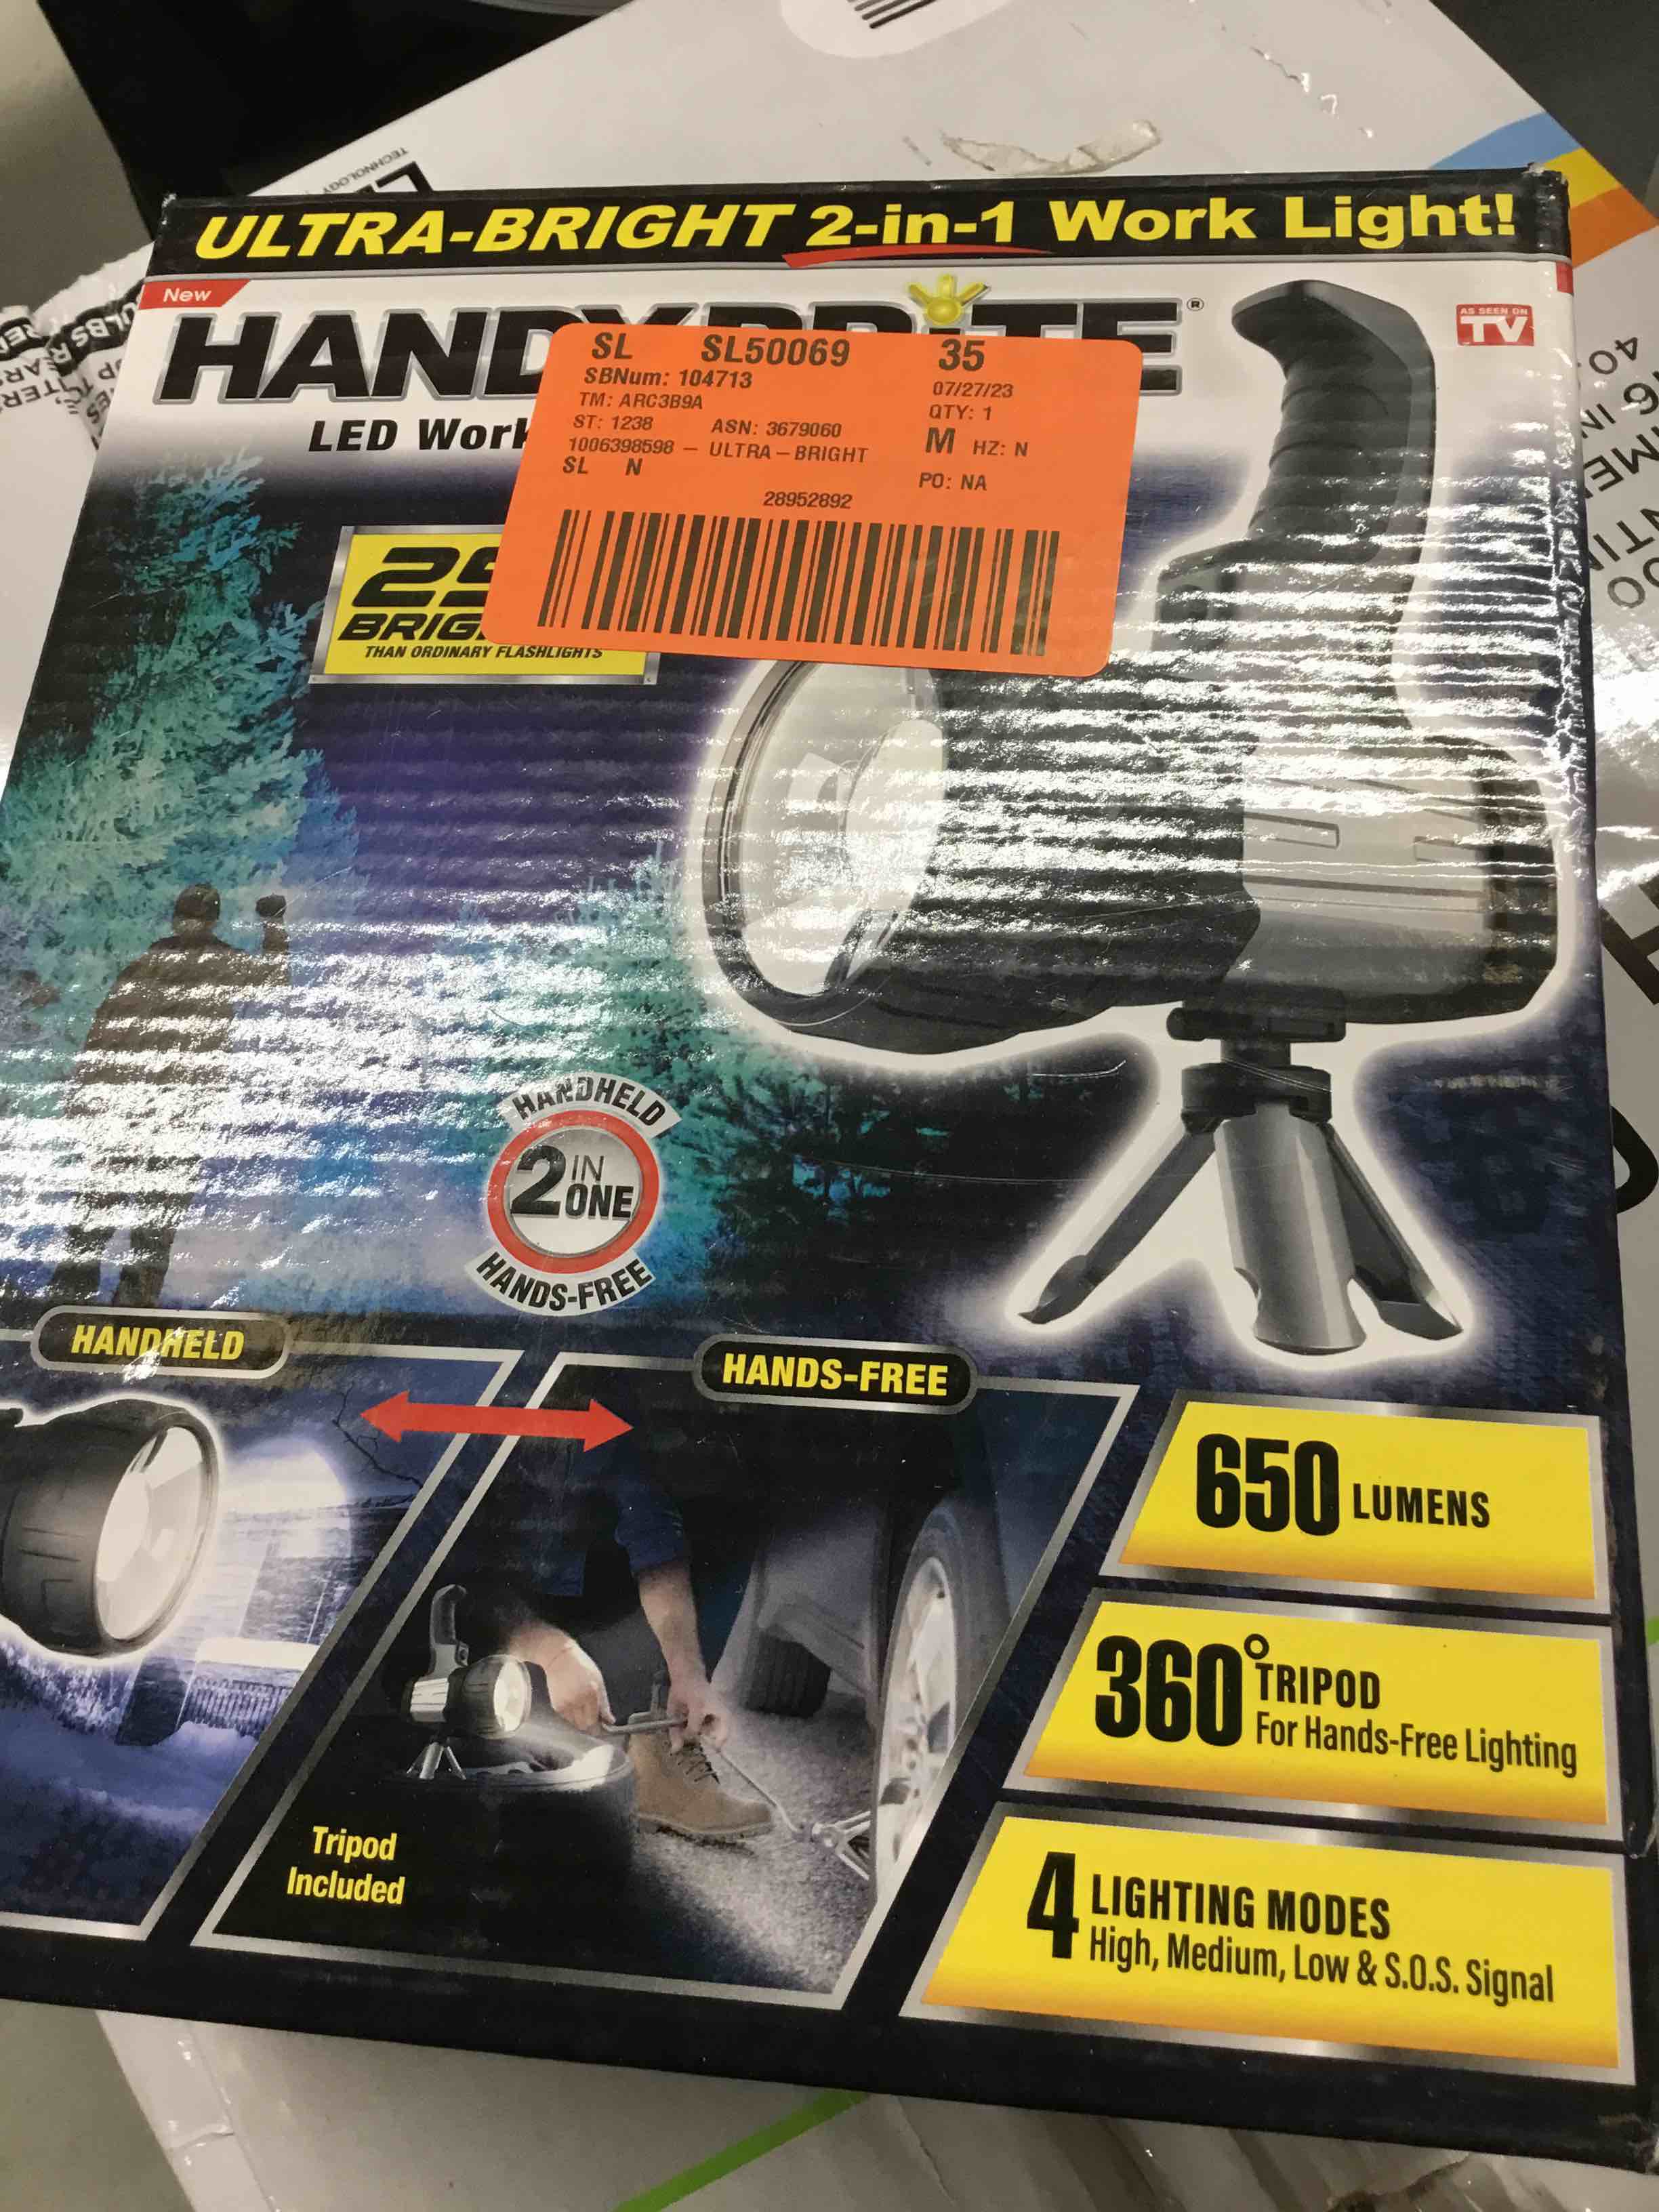 ULTRA-BRIGHT 2-in-1 Work Light!
New
HANDYBRITE®
AS SEEN ON
TV
LED Work
SL SL50069 35
SBNum: 104713 07/27/23
TM: ARC3B9A QTY: 1
ST: 1238 ASN: 3679060 M HZ: N
1006398598 - ULTRA-BRIGHT
SL N PO: NA
28952892
THAN ORDINARY FLASHLIGHTS
HANDHELD
2 IN
ONE
HANDS-FREE
HANDHELD
HANDS-FREE
Tripod
Included
650 LUMENS
360° TRIPOD
For Hands-Free Lighting
4 LIGHTING MODES
High, Medium, Low & S.O.S. Signal
TECHNOLOGY